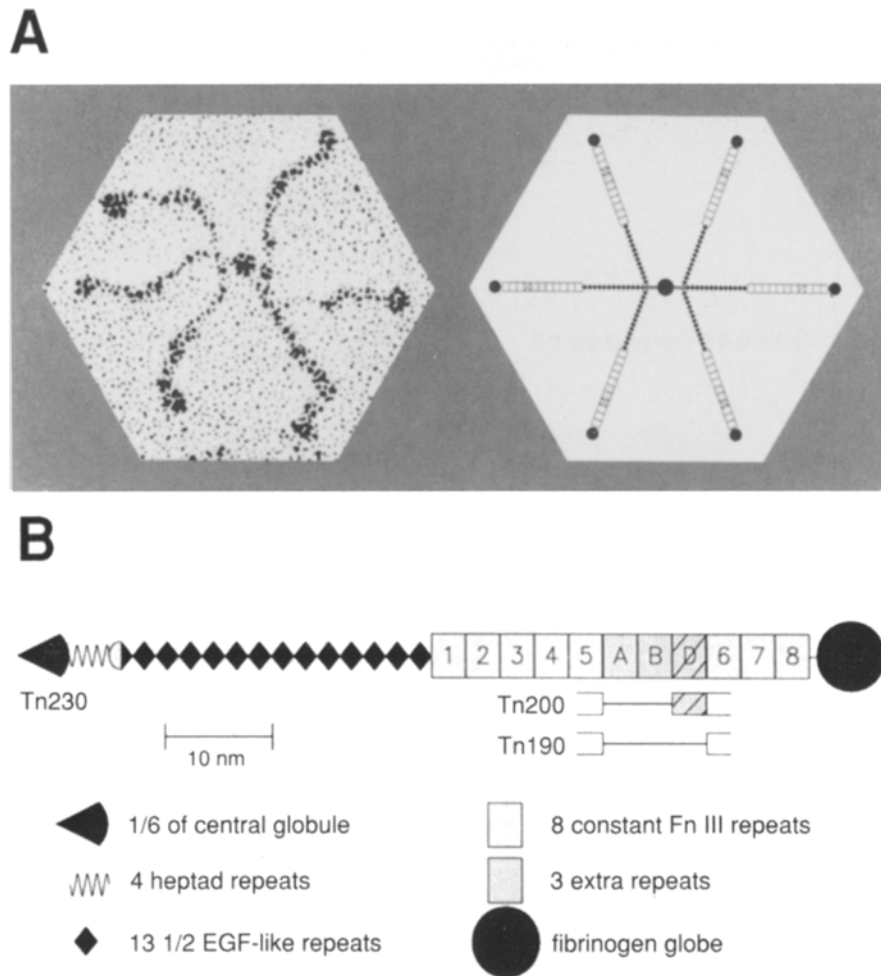 A
B
1 2 3 4 5 A B D 6 7 8
Tn230
Tn200
10 nm
Tn190
1/6 of central globule
8 constant Fn III repeats
4 heptad repeats
3 extra repeats
13 1/2 EGF-like repeats
fibrinogen globe